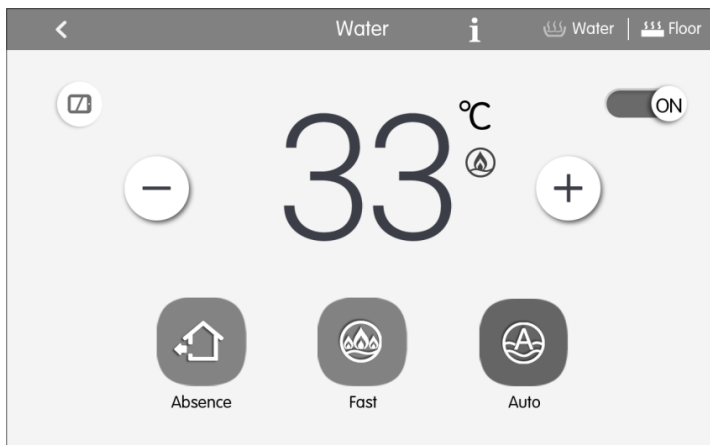 Water
i
Water | Floor
ON
33 °C
Absence
Fast
A
Auto